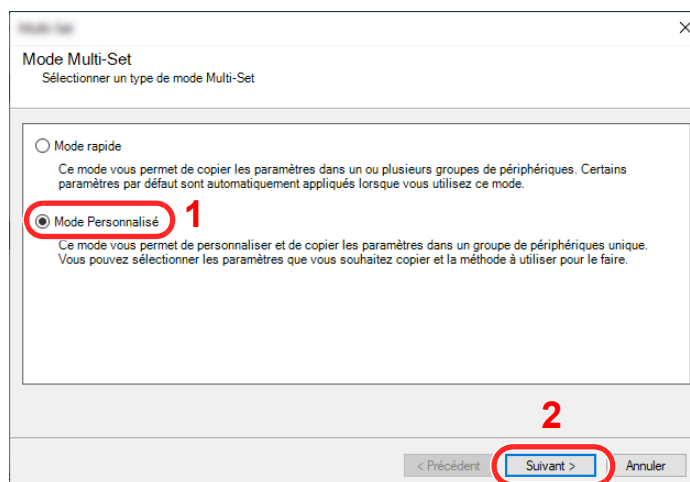 Mode Multi-Set
Sélectionner un type de mode Multi-Set
Mode rapide
Ce mode vous permet de copier les paramètres dans un ou plusieurs groupes de périphériques. Certains
paramètres par défaut sont automatiquement appliqués lorsque vous utilisez ce mode.
Mode Personnalisé
1
Ce mode vous permet de personnaliser et de copier les paramètres dans un groupe de périphériques unique.
Vous pouvez sélectionner les paramètres que vous souhaitez copier et la méthode à utiliser pour le faire.
2
< Précédent
Suivant >
Annuler